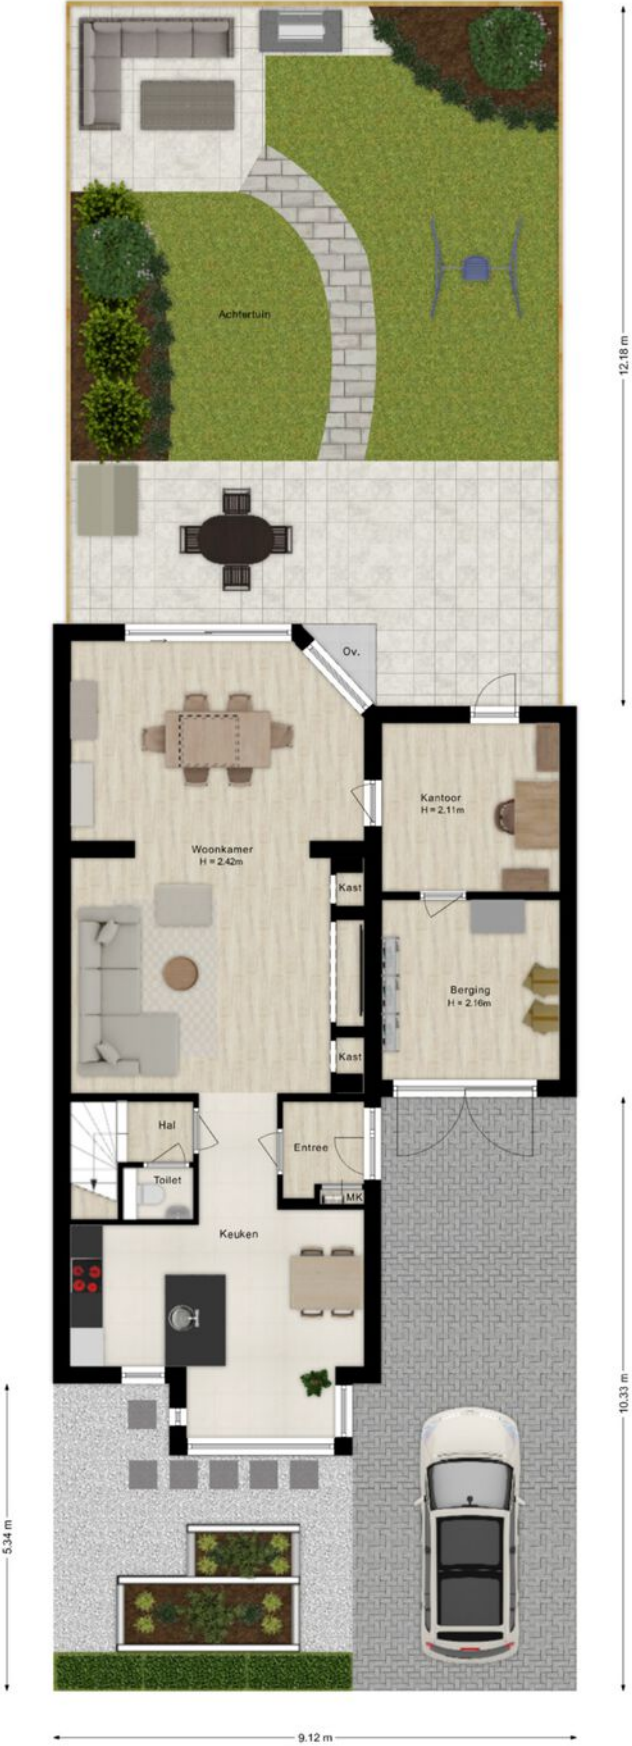 Achtertuin
12.18 m
Ov.
Kantoor
H = 2.11m
Woonkamer
H = 2.42m
Kast
Berging
H = 2.16m
Kast
Hal
Entree
Toilet
MK
Keuken
10.33 m
5.34 m
9.12 m